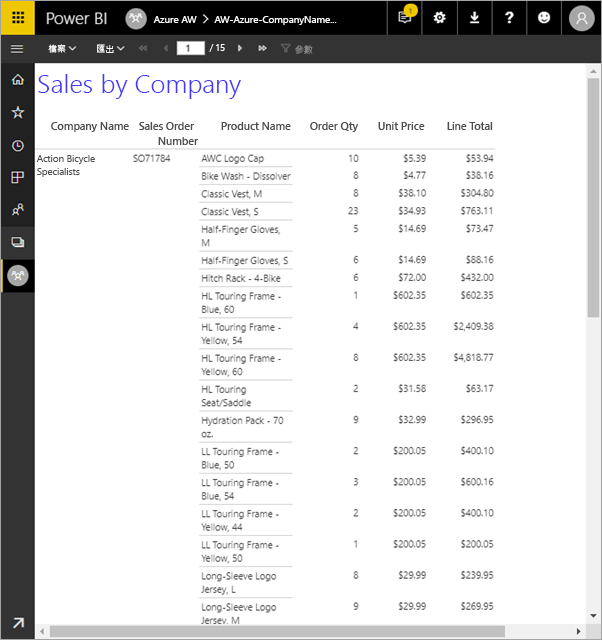 Power BI Azure AW > AW-Azure-CompanyName... 1 ?
檔案 匯出 1 / 15 參數
Sales by Company
Company Name Sales Order Product Name Order Qty Unit Price Line Total
Number
Action Bicycle SO71784 AWC Logo Cap 10 $5.39 $53.94
Specialists Bike Wash - Dissolver 8 $4.77 $38.16
Classic Vest, M 8 $38.10 $304.80
Classic Vest, S 23 $34.93 $763.11
Half-Finger Gloves, 5 $14.69 $73.47
M
Half-Finger Gloves, S 6 $14.69 $88.16
Hitch Rack - 4-Bike 6 $72.00 $432.00
HL Touring Frame - 1 $602.35 $602.35
Blue, 60
HL Touring Frame - 4 $602.35 $2,409.38
Yellow, 54
HL Touring Frame - 8 $602.35 $4,818.77
Yellow, 60
HL Touring 2 $31.58 $63.17
Seat/Saddle
Hydration Pack - 70 9 $32.99 $296.95
oz.
LL Touring Frame - 2 $200.05 $400.10
Blue, 50
LL Touring Frame - 3 $200.05 $600.16
Blue, 54
LL Touring Frame - 2 $200.05 $400.10
Yellow, 44
LL Touring Frame - 1 $200.05 $200.05
Yellow, 50
Long-Sleeve Logo 8 $29.99 $239.95
Jersey, L
Long-Sleeve Logo 9 $29.99 $269.95
Jersey, M